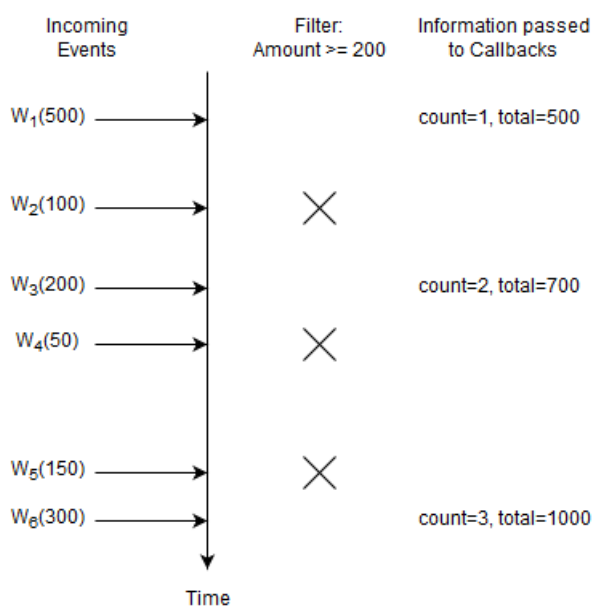 Incoming
Events
Filter:
Amount >= 200
Information passed
to Callbacks
W₁(500)
count=1, total=500
W₂(100)
W₃(200)
count=2, total=700
W₄(50)
W₅(150)
W₆(300)
count=3, total=1000
Time